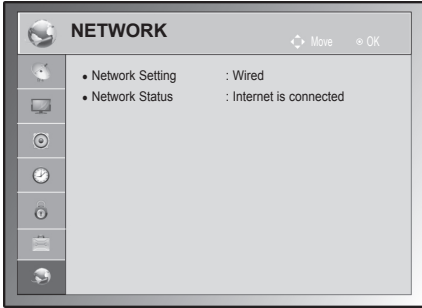 NETWORK
Move OK
• Network Setting : Wired
• Network Status : Internet is connected